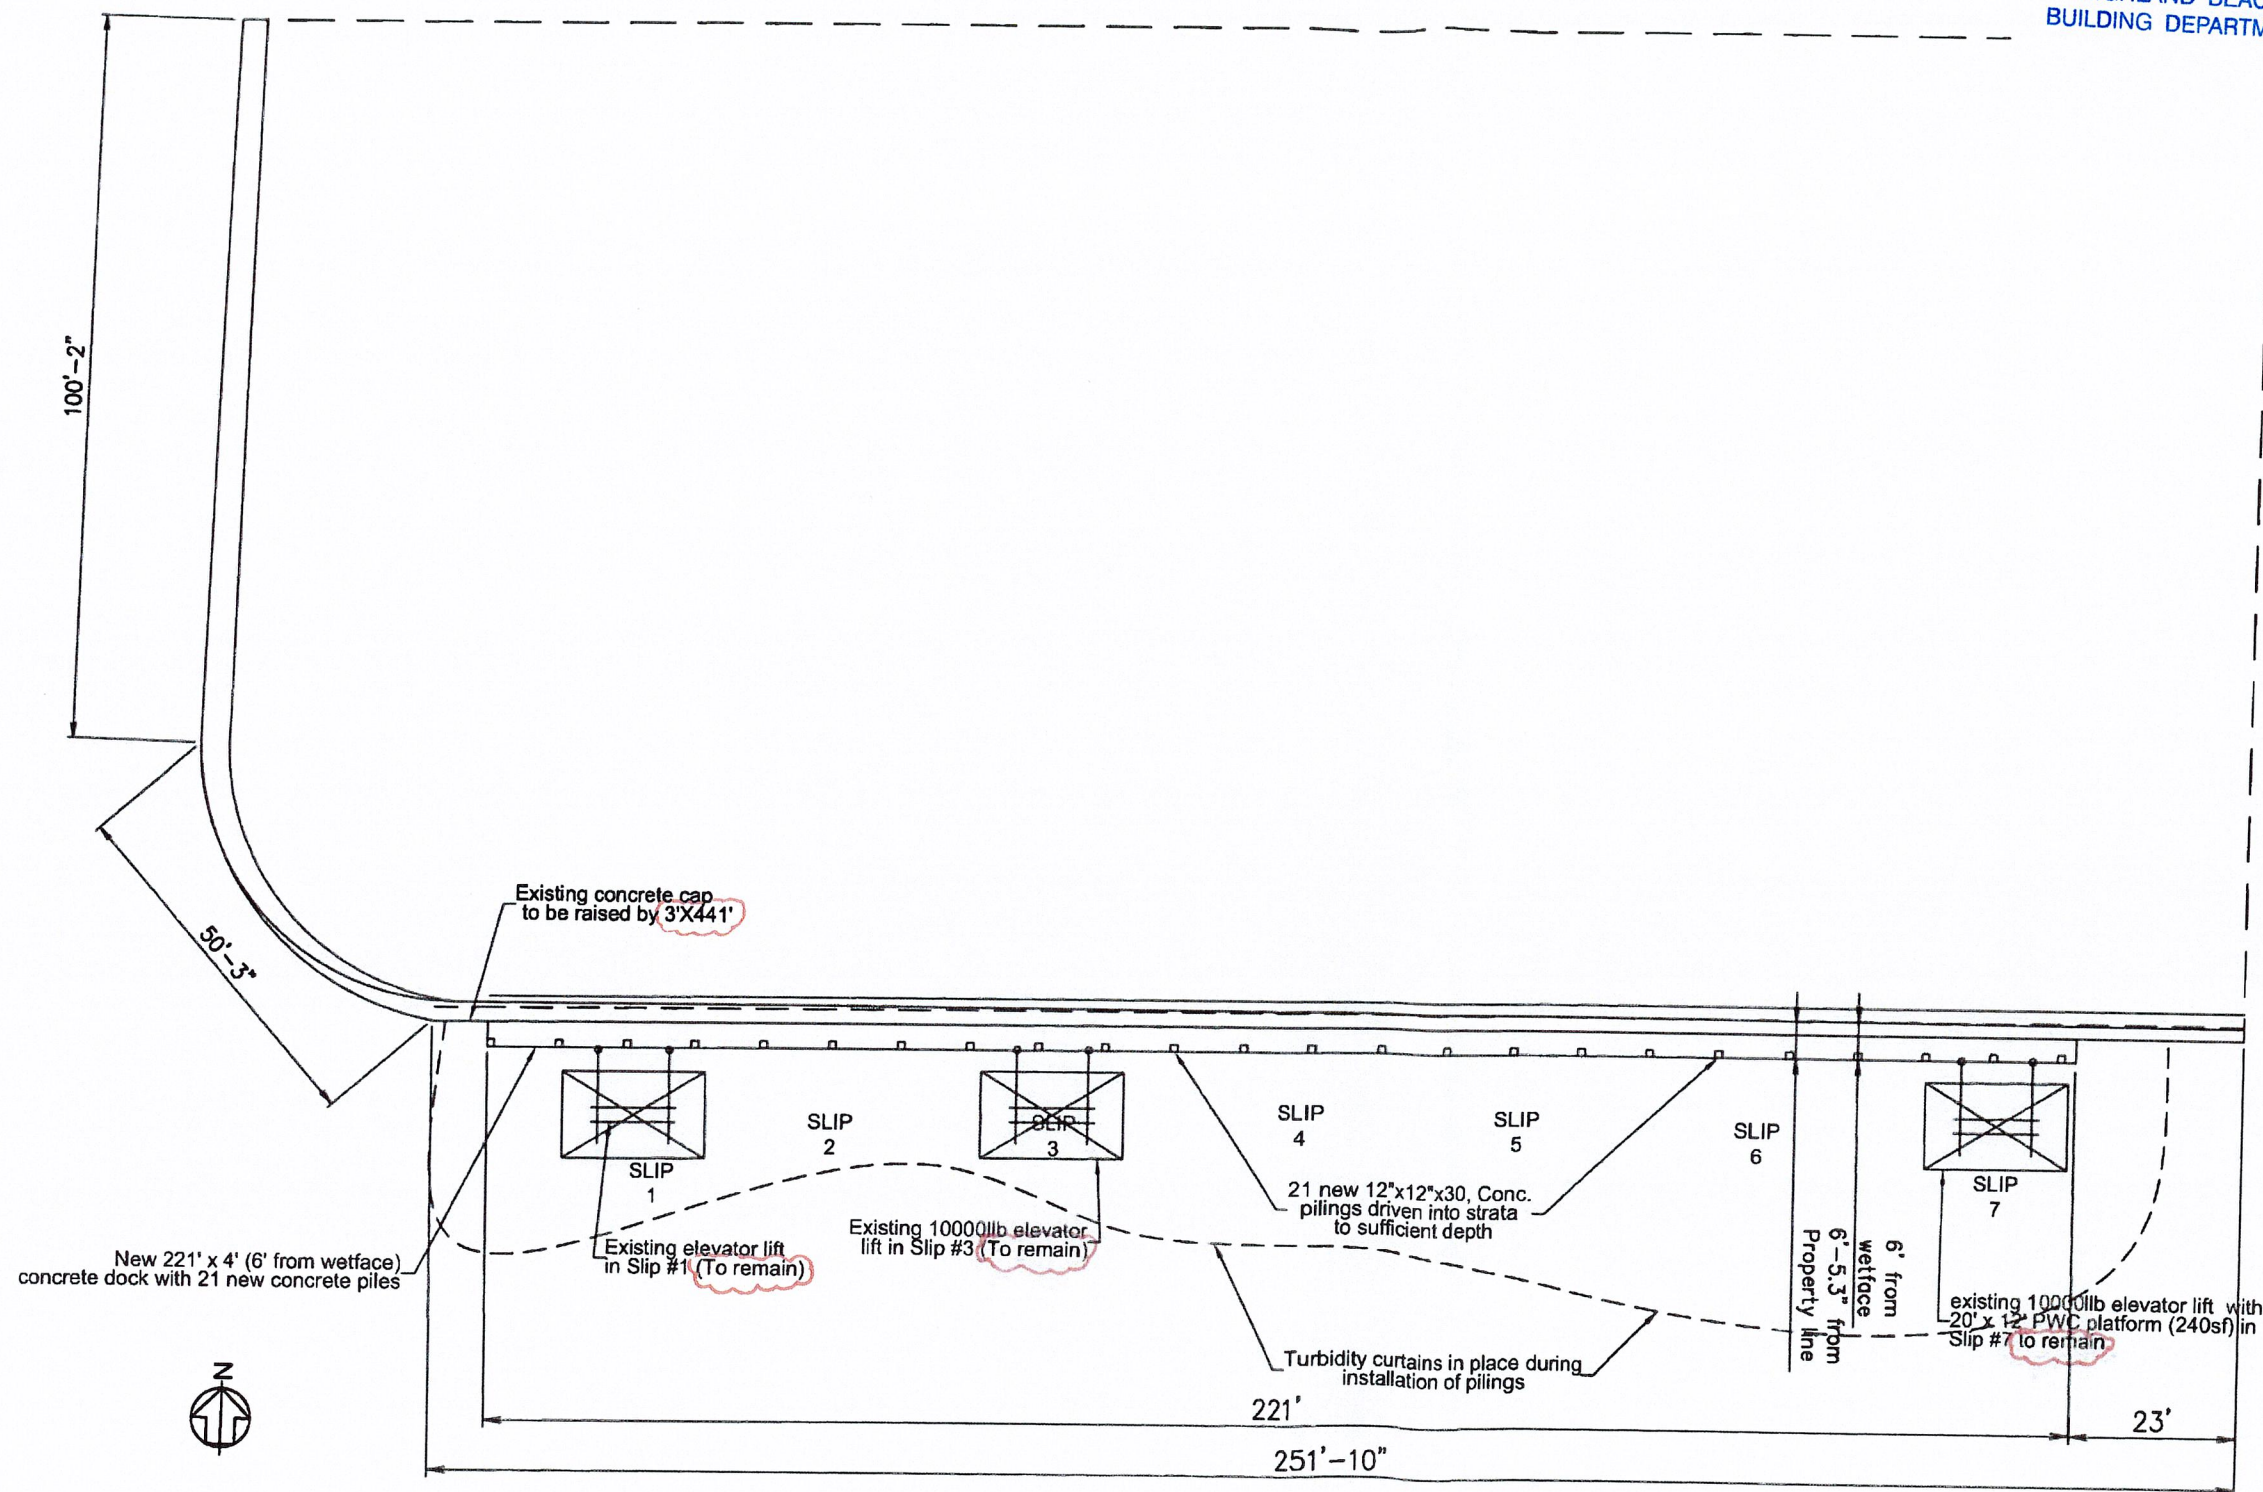 BUILDING DEPARTM
100'-2"
50'-3"
Existing concrete cap
to be raised by 3'X441'
SLIP
1
SLIP
2
SLIP
3
SLIP
4
SLIP
5
SLIP
6
SLIP
7
21 new 12"x12"x30, Conc.
pilings driven into strata
to sufficient depth
New 221' x 4' (6' from wetface)
concrete dock with 21 new concrete piles
Existing elevator lift
in Slip #1 (To remain)
Existing 10000llb elevator
lift in Slip #3 (To remain)
6' from
wetface
6'-5.3" from
Property line
existing 10000llb elevator lift with
20' x 12' PWC platform (240sf) in
Slip #7 to remain
Turbidity curtains in place during
installation of pilings
N
221'
23'
251'-10"